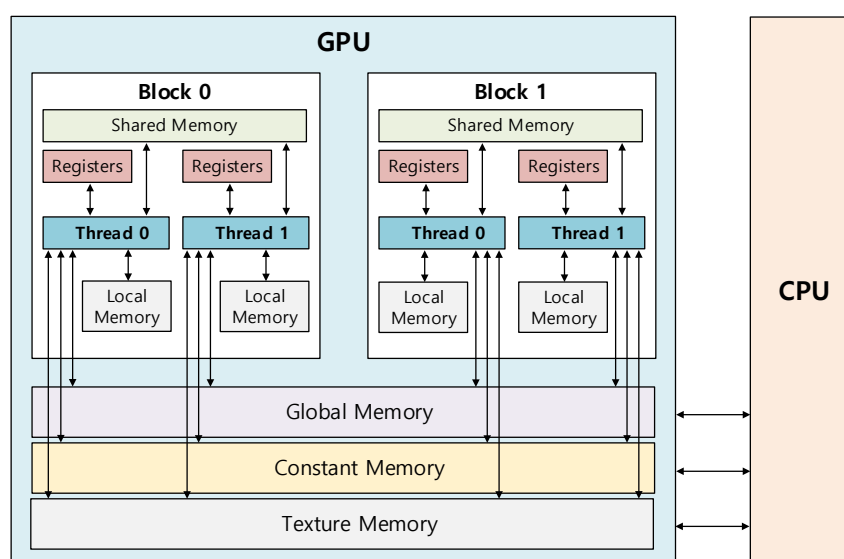 GPU
Block 0
Shared Memory
Registers
Registers
Thread 0
Thread 1
Local
Memory
Local
Memory
Block 1
Shared Memory
Registers
Registers
Thread 0
Thread 1
Local
Memory
Local
Memory
Global Memory
Constant Memory
Texture Memory
CPU